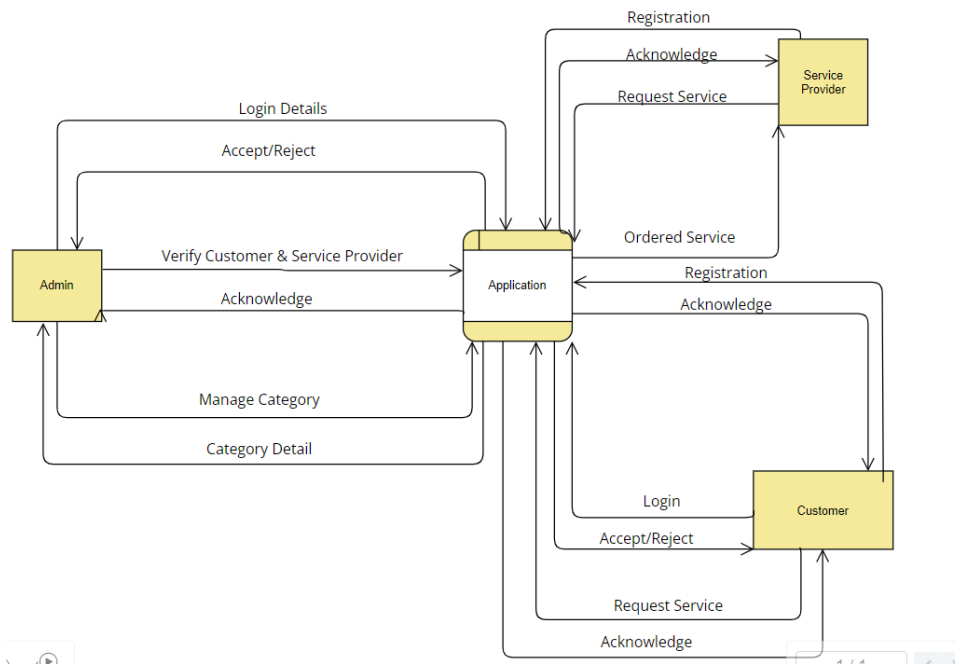 Registration
Acknowledge
Service
Provider
Request Service
Login Details
Accept/Reject
Ordered Service
Verify Customer & Service Provider
Registration
Admin
Application
Acknowledge
Acknowledge
Manage Category
Category Detail
Login
Customer
Accept/Reject
Request Service
Acknowledge